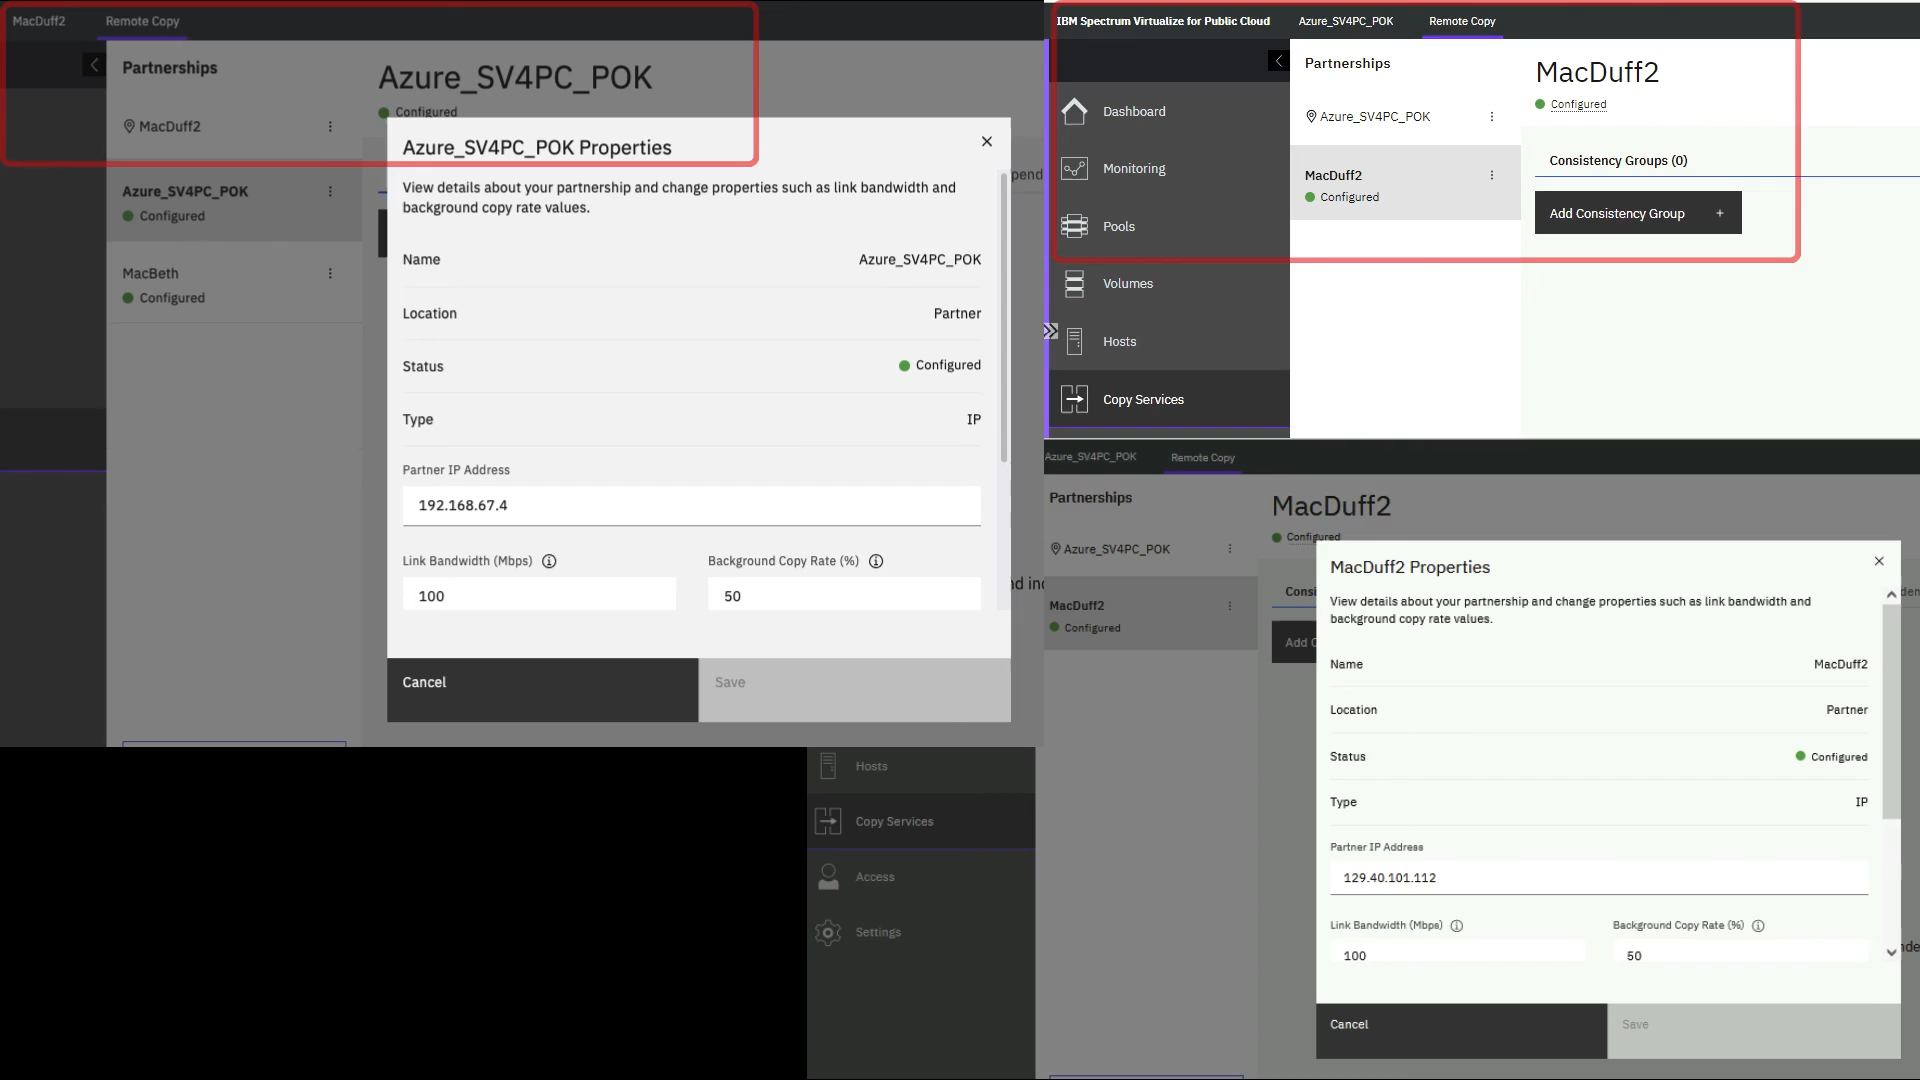 MacDuff2
Remote Copy
Partnerships
Azure_SV4PC_POK
Configured
MacDuff2
Azure_SV4PC_POK
Configured
MacBeth
Configured
Azure_SV4PC_POK Properties
View details about your partnership and change properties such as link bandwidth and
background copy rate values.
Name
Azure_SV4PC_POK
Location
Partner
Status
Configured
Type
IP
Partner IP Address
192.168.67.4
Link Bandwidth (Mbps)
Background Copy Rate (%)
100
50
Cancel
Save
IBM Spectrum Virtualize for Public Cloud
Azure_SV4PC_POK
Remote Copy
Dashboard
Monitoring
Pools
Volumes
Hosts
Copy Services
Partnerships
Azure_SV4PC_POK
MacDuff2
Configured
MacDuff2
Configured
Consistency Groups (0)
Add Consistency Group +
Azure_SV4PC_POK
Remote Copy
Partnerships
Azure_SV4PC_POK
MacDuff2
Configured
MacDuff2
Configured
MacDuff2 Properties
View details about your partnership and change properties such as link bandwidth and
background copy rate values.
Name
MacDuff2
Location
Partner
Status
Configured
Type
IP
Partner IP Address
129.40.101.112
Link Bandwidth (Mbps)
Background Copy Rate (%)
100
50
Cancel
Save
Hosts
Copy Services
Access
Settings